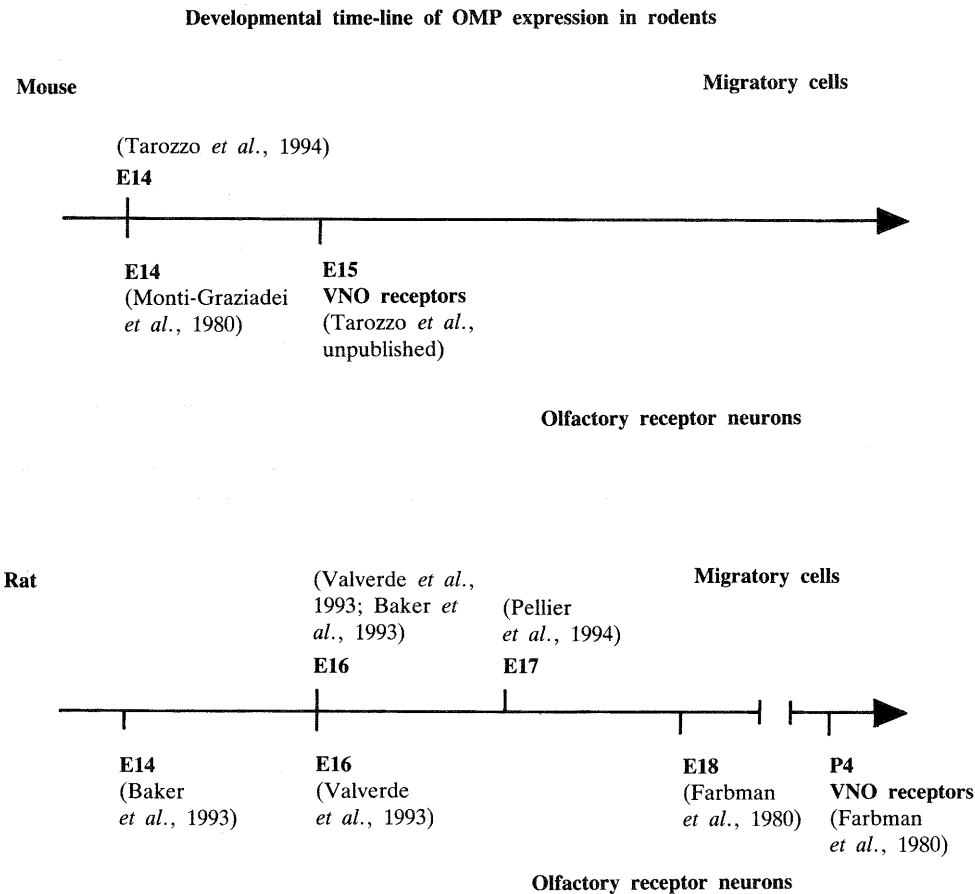 Developmental time-line of OMP expression in rodents
Mouse
Migratory cells
(Tarozzo et al., 1994)
E14
E14
(Monti-Graziadei
et al., 1980)
E15
VNO receptors
(Tarozzo et al.,
unpublished)
Olfactory receptor neurons
Rat
Migratory cells
(Valverde et al.,
1993; Baker et
al., 1993)
E16
(Pellier
et al., 1994)
E17
E14
(Baker
et al., 1993)
E16
(Valverde
et al., 1993)
E18
(Farbman
et al., 1980)
P4
VNO receptors
(Farbman
et al., 1980)
Olfactory receptor neurons